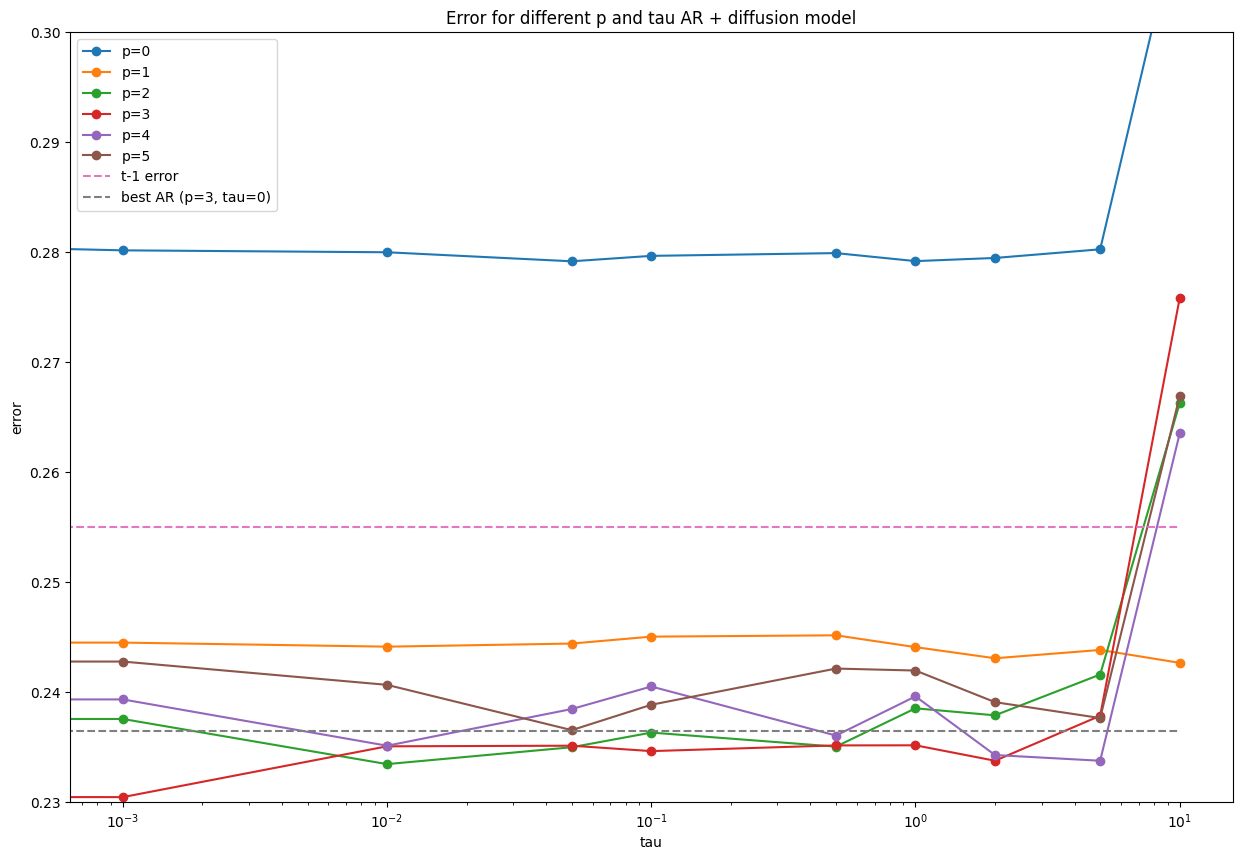 Error for different p and tau AR + diffusion model
p=0
p=1
p=2
p=3
p=4
p=5
t-1 error
best AR (p=3, tau=0)
0.30
0.29
0.28
0.27
0.26
0.25
0.24
0.23
error
10⁻³
10⁻²
10⁻¹
10⁰
10¹
tau